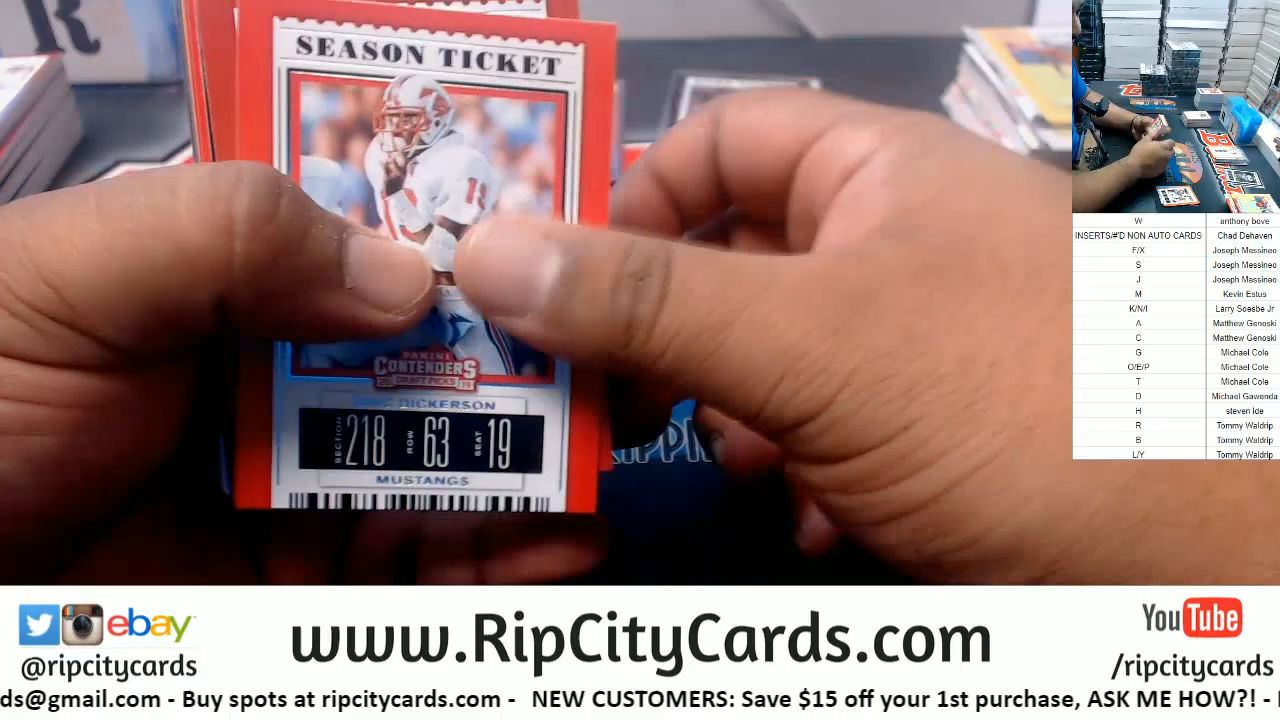 R
SEASON TICKET
PANINI
CONTENDERS
20 DRAFT PICKS 19
DICKERSON
SECTION 218 ROW 63 SEAT 19
MUSTANGS
W anthony bove
INSERTS/#'D NON AUTO CARDS Chad Dehaven
F/X Joseph Messineo
S Joseph Messineo
J Joseph Messineo
M Kevin Estus
K/N/I Larry Soesbe Jr
A Matthew Genoski
C Matthew Genoski
G Michael Cole
O/E/P Michael Cole
T Michael Cole
D Michael Gawenda
H steven ide
R Tommy Waldrip
B Tommy Waldrip
L/Y Tommy Waldrip
ebay
@ripcitycards
www.RipCityCards.com
YouTube
/ripcitycards
ds@gmail.com - Buy spots at ripcitycards.com - NEW CUSTOMERS: Save $15 off your 1st purchase, ASK ME HOW?! -